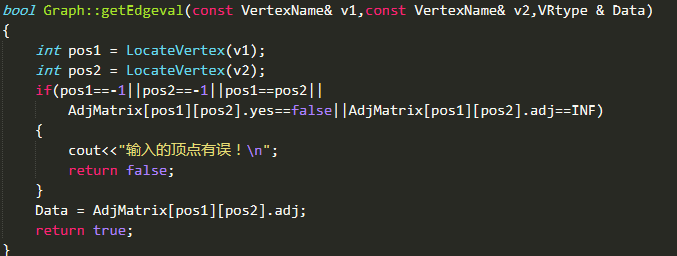 bool Graph::getEdgeval(const VertexName& v1,const VertexName& v2,VRtype & Data)
{
    int pos1 = LocateVertex(v1);
    int pos2 = LocateVertex(v2);
    if(pos1==-1||pos2==-1||pos1==pos2||
        AdjMatrix[pos1][pos2].yes==false||AdjMatrix[pos1][pos2].adj==INF)
    {
        cout<<"输入的顶点有误！\n";
        return false;
    }
    Data = AdjMatrix[pos1][pos2].adj;
    return true;
}